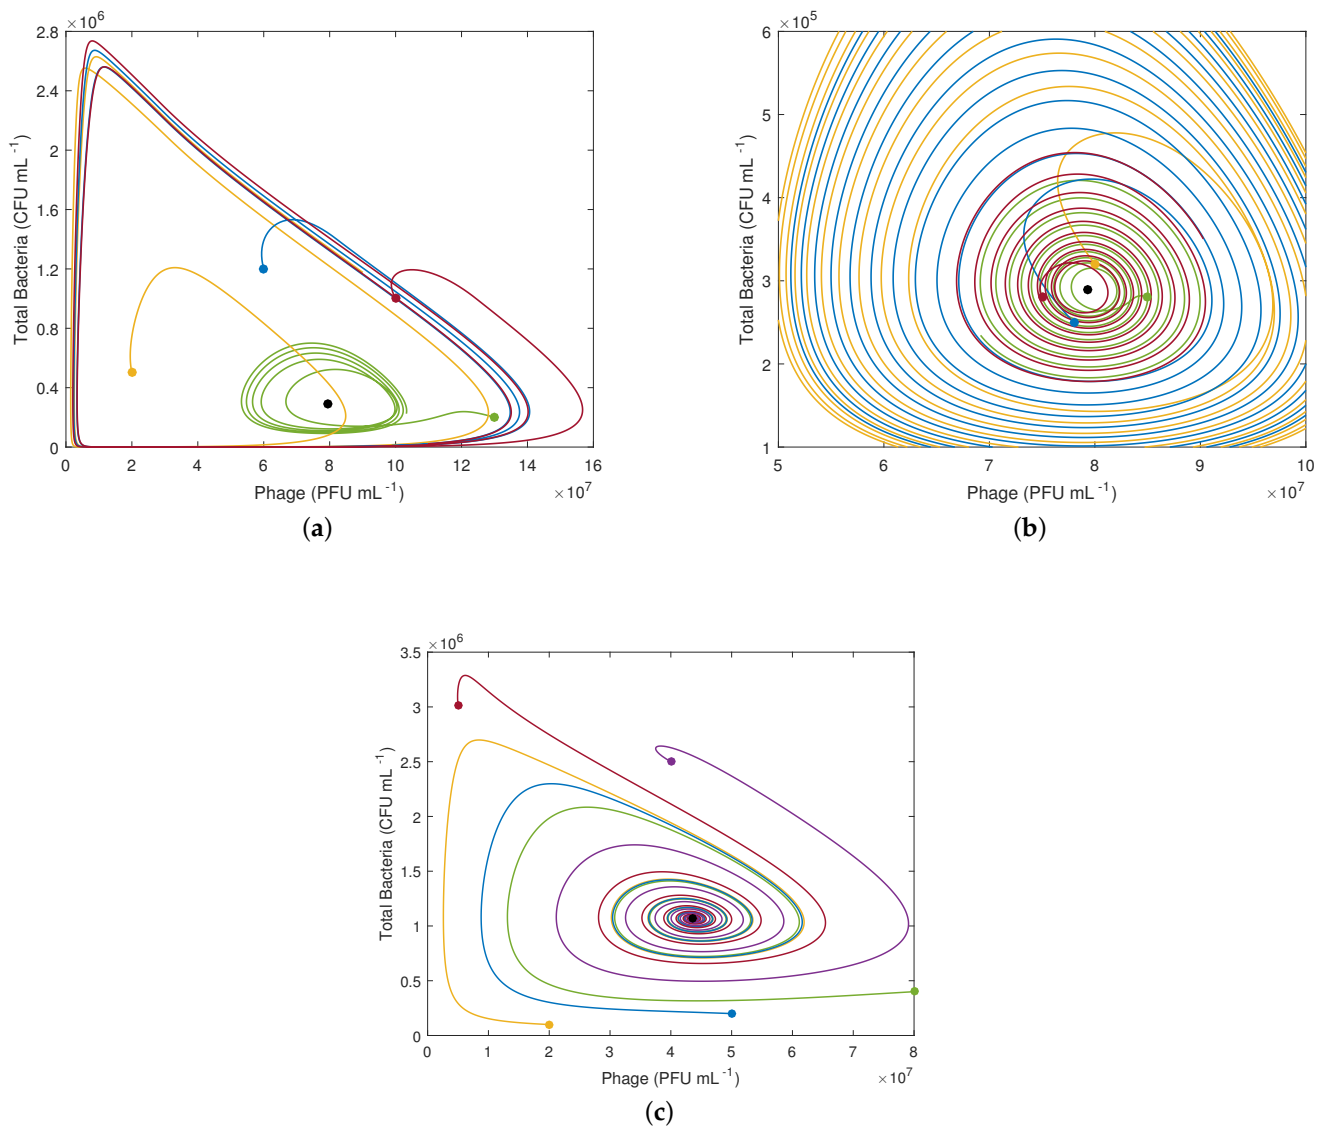 ×10^6
2.8
2.4
2
1.6
1.2
0.8
0.4
0
Total Bacteria (CFU mL^-1)
0 2 4 6 8 10 12 14 16
Phage (PFU mL^-1)
×10^7
(a)
×10^5
6
5
4
3
2
1
Total Bacteria (CFU mL^-1)
5 6 7 8 9 10
Phage (PFU mL^-1)
×10^7
(b)
×10^6
3.5
3
2.5
2
1.5
1
0.5
0
Total Bacteria (CFU mL^-1)
0 1 2 3 4 5 6 7 8
Phage (PFU mL^-1)
×10^7
(c)